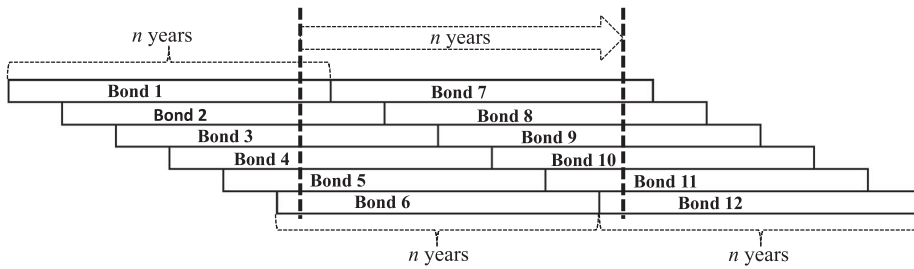 n years
n years
Bond 1
Bond 7
Bond 2
Bond 8
Bond 3
Bond 9
Bond 4
Bond 10
Bond 5
Bond 11
Bond 6
Bond 12
n years
n years